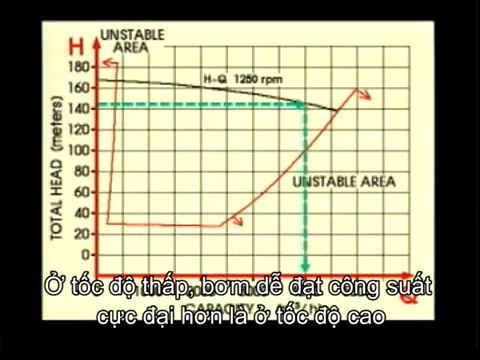 UNSTABLE
AREA
H
180
H-Q 1250 rpm
160
140
120
100
80
60
40
20
0
TOTAL HEAD (meters)
UNSTABLE AREA
CAPACITY
Q
Ở tốc độ thấp, bơm dễ đạt công suất
cực đại hơn là ở tốc độ cao